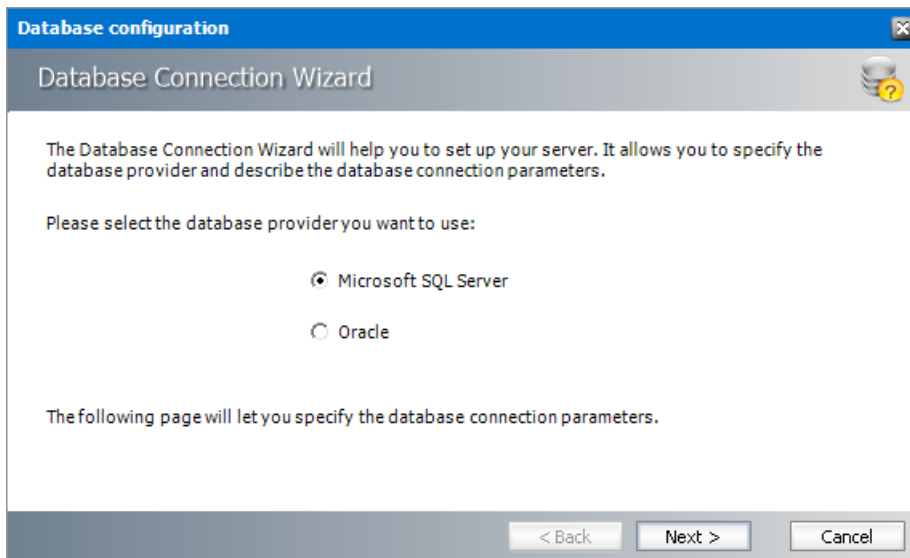 Database configuration
Database Connection Wizard
?
The Database Connection Wizard will help you to set up your server. It allows you to specify the
database provider and describe the database connection parameters.
Please select the database provider you want to use:
Microsoft SQL Server
Oracle
The following page will let you specify the database connection parameters.
< Back Next > Cancel